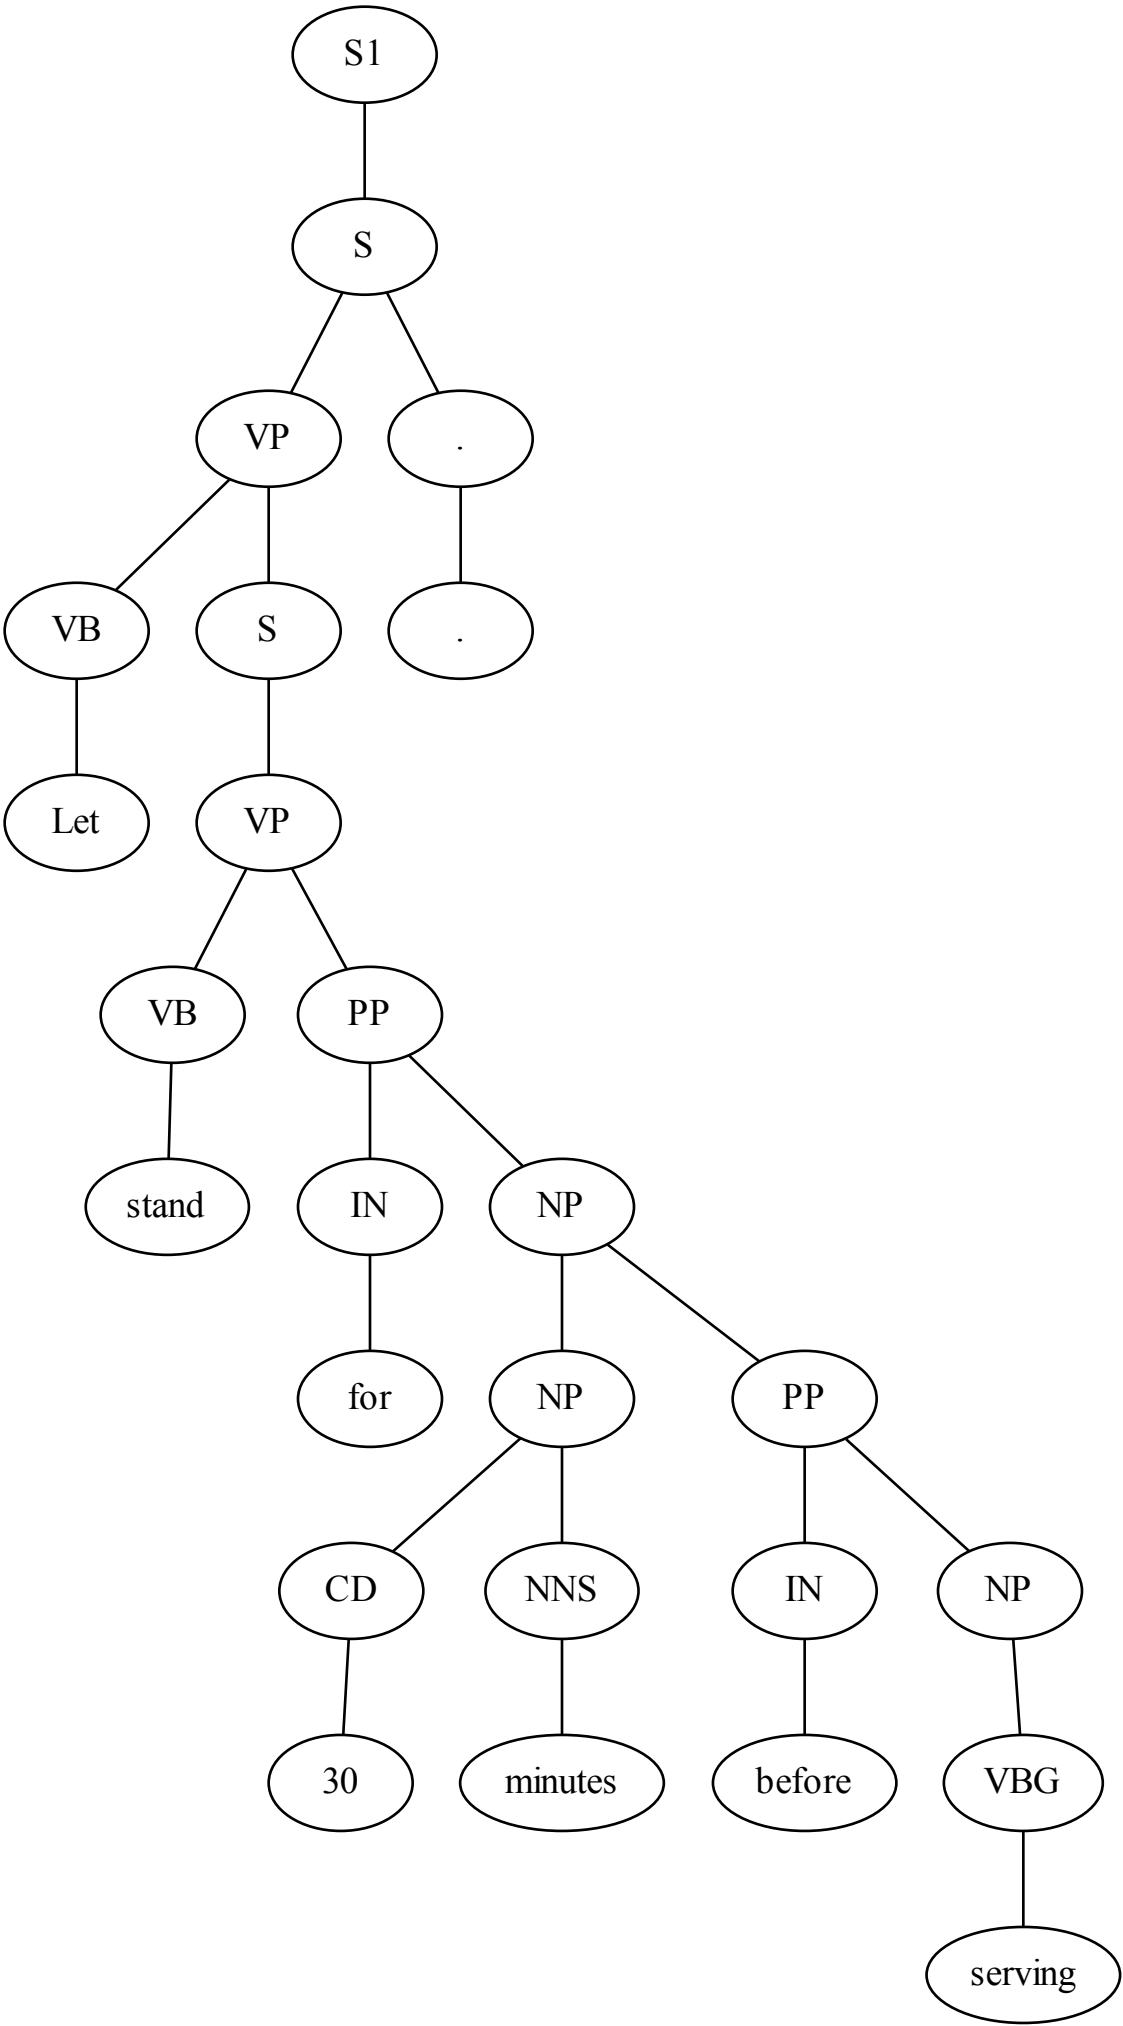 S1
S
VP .
VB S .
Let VP
VB PP
stand IN NP
for NP PP
CD NNS IN NP
30 minutes before VBG
serving